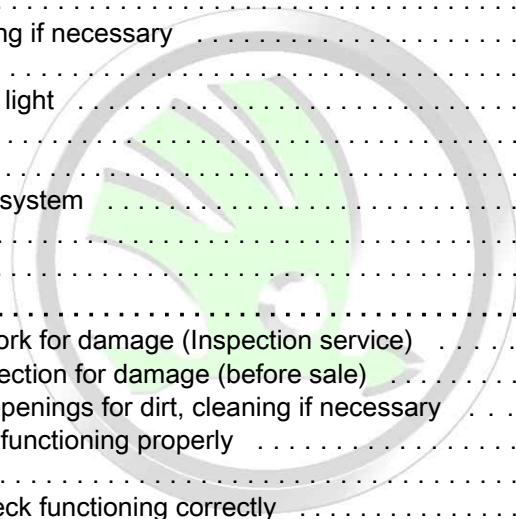 ng if necessary . . . . . . . . . . . . . . . . . . . .
light . . . . . . . . . . . . . . . . . . . . . . . . . . .
system . . . . . . . . . . . . . . . . . . . . . . . . .
ork for damage (Inspection service) . . . . .
ection for damage (before sale) . . . . . . . .
penings for dirt, cleaning if necessary . . .
functioning properly . . . . . . . . . . . . . . . .
eck functioning correctly . . . . . . . . . . . . .